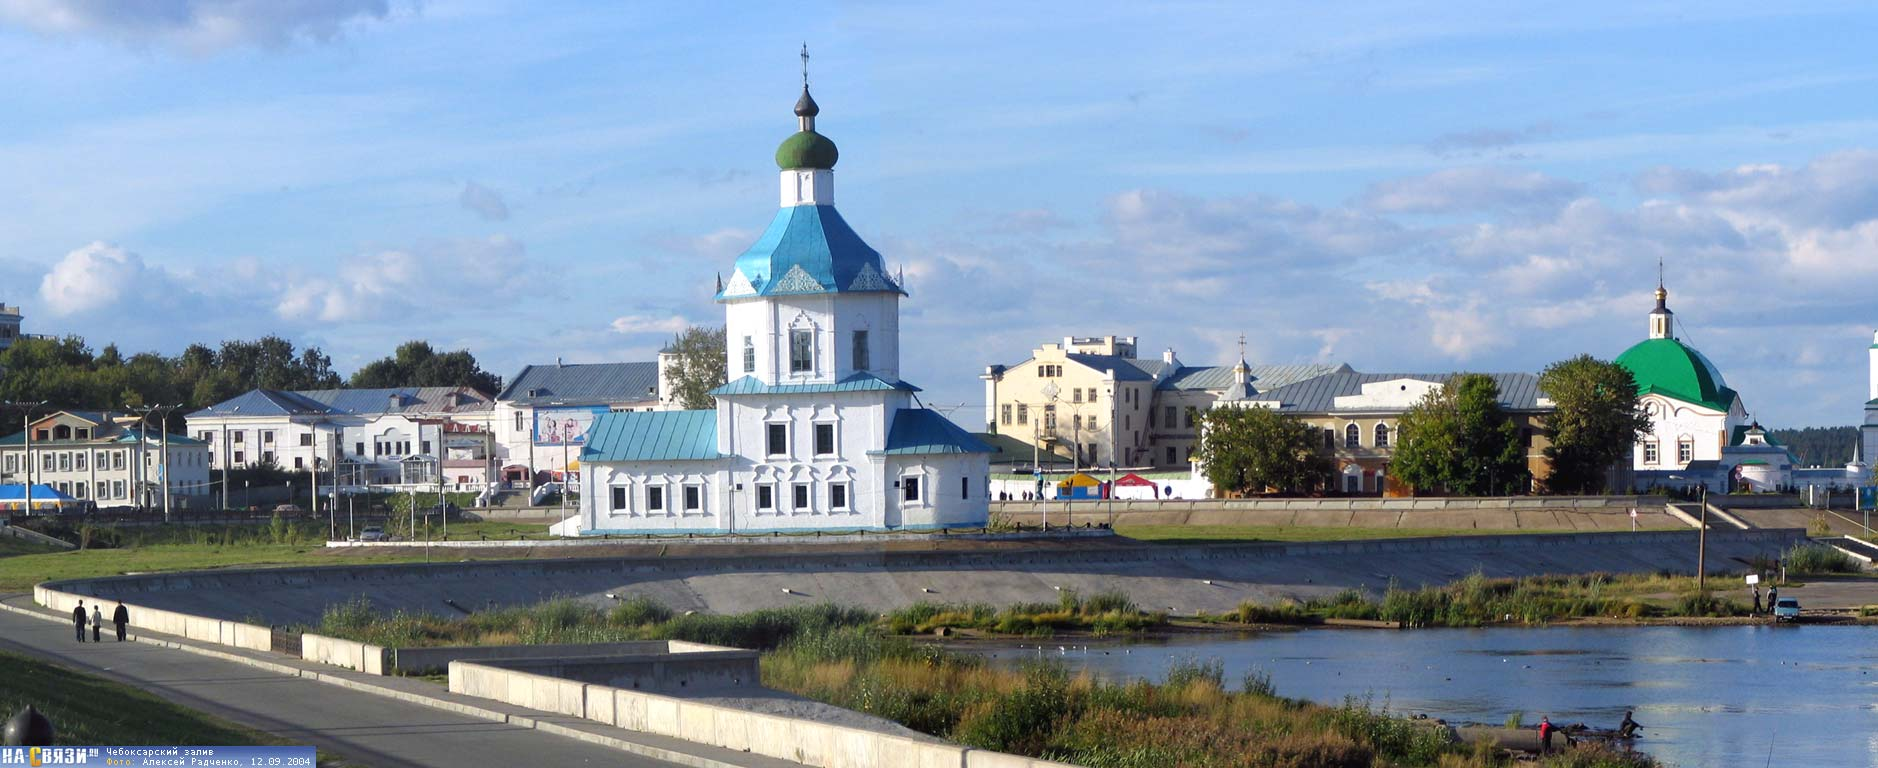 на Связи.ru
Чебоксарский залив
Фото: Алексей Радченко, 12.09.2004